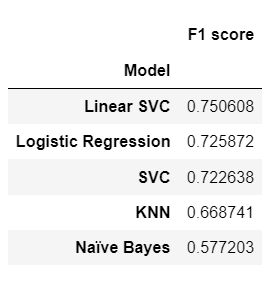 F1 score
Model
Linear SVC 0.750608
Logistic Regression 0.725872
SVC 0.722638
KNN 0.668741
Naïve Bayes 0.577203